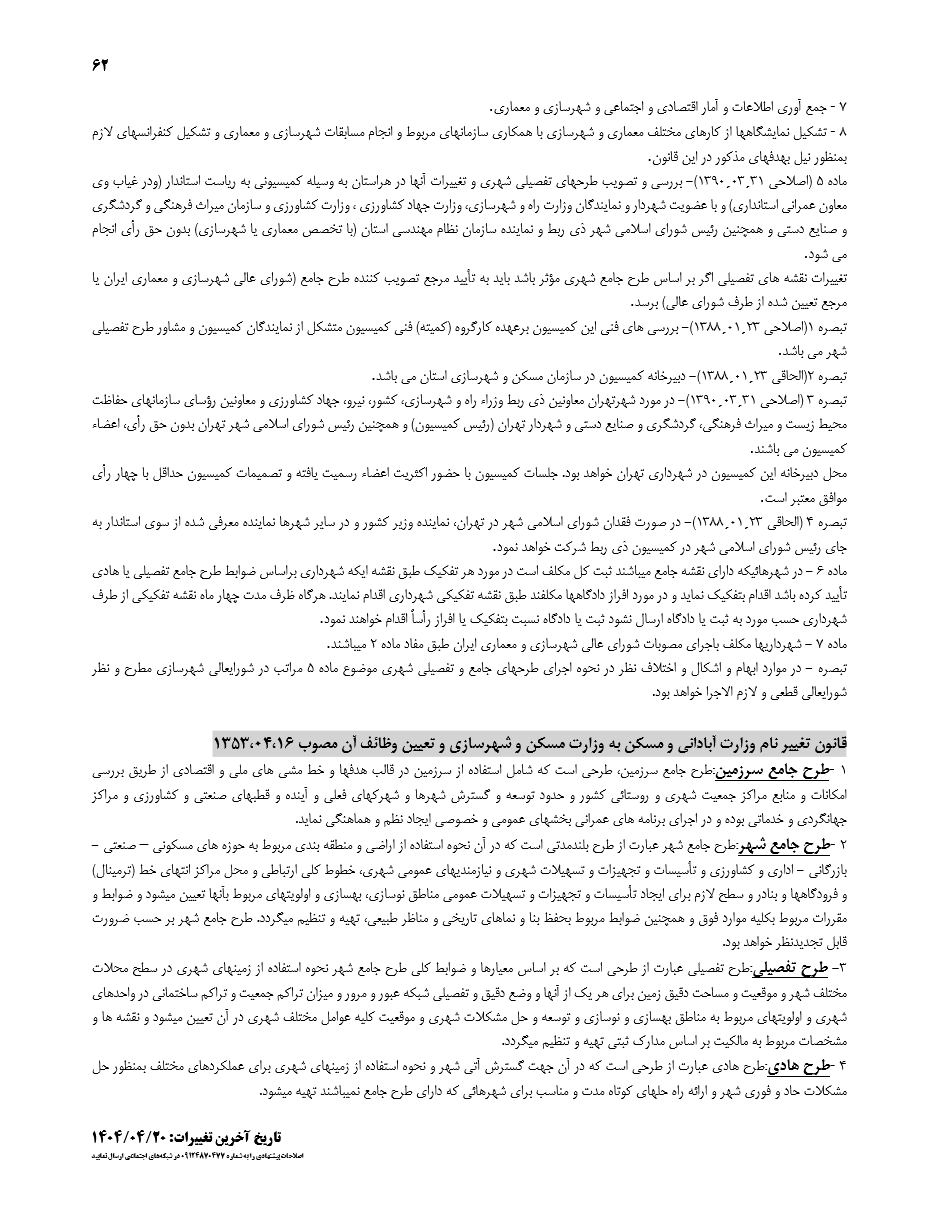 ۶۲
۷ - جمع آوری اطلاعات و آمار اقتصادی و اجتماعی و شهرسازی و معماری.
۸ - تشکیل نمایشگاهها از کارهای مختلف معماری و شهرسازی با همکاری سازمانهای مربوط و انجام مسابقات شهرسازی و معماری و تشکیل کنفرانسهای لازم
بمنظور نیل بهدفهای مذکور در این قانون.
ماده ۵ (اصلاحی ۳۱ˏ۰۳ˏ۱۳۹۰)- بررسی و تصویب طرحهای تفصیلی شهری و تغییرات آنها در هراستان به وسیله کمیسیونی به ریاست استاندار (ودر غیاب وی
معاون عمرانی استانداری) و با عضویت شهردار و نمایندگان وزارت راه و شهرسازی، وزارت جهاد کشاورزی ، وزارت کشاورزی و سازمان میراث فرهنگی و گردشگری
و صنایع دستی و همچنین رئیس شورای اسلامی شهر ذی ربط و نماینده سازمان نظام مهندسی استان (با تخصص معماری یا شهرسازی) بدون حق رأی انجام
می شود.
تغییرات نقشه های تفصیلی اگر بر اساس طرح جامع شهری مؤثر باشد باید به تأیید مرجع تصویب کننده طرح جامع (شورای عالی شهرسازی و معماری ایران یا
مرجع تعیین شده از طرف شورای عالی) برسد.
تبصره ۱(اصلاحی ۲۳ˏ۰۱ˏ۱۳۸۸)- بررسی های فنی این کمیسیون برعهده کارگروه (کمیته) فنی کمیسیون متشکل از نمایندگان کمیسیون و مشاور طرح تفصیلی
شهر می باشد.
تبصره ۲(الحاقی ۲۳ˏ۰۱ˏ۱۳۸۸)- دبیرخانه کمیسیون در سازمان مسکن و شهرسازی استان می باشد.
تبصره ۳ (اصلاحی ۳۱ˏ۰۳ˏ۱۳۹۰)- در مورد شهرتهران معاونین ذی ربط وزراء راه و شهرسازی، کشور، نیرو، جهاد کشاورزی و معاونین رؤسای سازمانهای حفاظت
محیط زیست و میراث فرهنگی، گردشگری و صنایع دستی و شهردار تهران (رئیس کمیسیون) و همچنین رئیس شورای اسلامی شهر تهران بدون حق رأی، اعضاء
کمیسیون می باشند.
محل دبیرخانه این کمیسیون در شهرداری تهران خواهد بود. جلسات کمیسیون با حضور اکثریت اعضاء رسمیت یافته و تصمیمات کمیسیون حداقل با چهار رأی
موافق معتبر است.
تبصره ۴ (الحاقی ۲۳ˏ۰۱ˏ۱۳۸۸)- در صورت فقدان شورای اسلامی شهر در تهران، نماینده وزیر کشور و در سایر شهرها نماینده معرفی شده از سوی استاندار به
جای رئیس شورای اسلامی شهر در کمیسیون ذی ربط شرکت خواهد نمود.
ماده ۶ - در شهرهائیکه دارای نقشه جامع میباشند ثبت کل مکلف است در مورد هر تفکیک طبق نقشه ایکه شهرداری براساس ضوابط طرح جامع تفصیلی یا هادی
تأیید کرده باشد اقدام بتفکیک نماید و در مورد افراز دادگاهها مکلفند طبق نقشه تفکیکی شهرداری اقدام نمایند. هرگاه ظرف مدت چهار ماه نقشه تفکیکی از طرف
شهرداری حسب مورد به ثبت یا دادگاه ارسال نشود ثبت یا دادگاه نسبت بتفکیک یا افراز رأساً اقدام خواهند نمود.
ماده ۷ - شهرداریها مکلف باجرای مصوبات شورای عالی شهرسازی و معماری ایران طبق مفاد ماده ۲ میباشند.
تبصره - در موارد ابهام و اشکال و اختلاف نظر در نحوه اجرای طرحهای جامع و تفصیلی شهری موضوع ماده ۵ مراتب در شورایعالی شهرسازی مطرح و نظر
شورایعالی قطعی و لازم الاجرا خواهد بود.
قانون تغییر نام وزارت آبادانی و مسکن به وزارت مسکن و شهرسازی و تعیین وظائف آن مصوب ۱۳۵۳،۰۴،۱۶
۱ -طرح جامع سرزمین:طرح جامع سرزمین، طرحی است که شامل استفاده از سرزمین در قالب هدفها و خط مشی های ملی و اقتصادی از طریق بررسی
امکانات و منابع مراکز جمعیت شهری و روستائی کشور و حدود توسعه و گسترش شهرها و شهرکهای فعلی و آینده و قطبهای صنعتی و کشاورزی و مراکز
جهانگردی و خدماتی بوده و در اجرای برنامه های عمرانی بخشهای عمومی و خصوصی ایجاد نظم و هماهنگی نماید.
۲ -طرح جامع شهر:طرح جامع شهر عبارت از طرح بلندمدتی است که در آن نحوه استفاده از اراضی و منطقه بندی مربوط به حوزه های مسکونی – صنعتی -
بازرگانی - اداری و کشاورزی و تأسیسات و تجهیزات و تسهیلات شهری و نیازمندیهای عمومی شهری، خطوط کلی ارتباطی و محل مراکز انتهای خط (ترمینال)
و فرودگاهها و بنادر و سطح لازم برای ایجاد تأسیسات و تجهیزات و تسهیلات عمومی مناطق نوسازی، بهسازی و اولویتهای مربوط بآنها تعیین میشود و ضوابط و
مقررات مربوط بکلیه موارد فوق و همچنین ضوابط مربوط بحفظ بنا و نماهای تاریخی و مناظر طبیعی، تهیه و تنظیم میگردد. طرح جامع شهر بر حسب ضرورت
قابل تجدیدنظر خواهد بود.
۳- طرح تفصیلی:طرح تفصیلی عبارت از طرحی است که بر اساس معیارها و ضوابط کلی طرح جامع شهر نحوه استفاده از زمینهای شهری در سطح محلات
مختلف شهر و موقعیت و مساحت دقیق زمین برای هر یک از آنها و وضع دقیق و تفصیلی شبکه عبور و مرور و میزان تراکم جمعیت و تراکم ساختمانی در واحدهای
شهری و اولویتهای مربوط به مناطق بهسازی و نوسازی و توسعه و حل مشکلات شهری و موقعیت کلیه عوامل مختلف شهری در آن تعیین میشود و نقشه ها و
مشخصات مربوط به مالکیت بر اساس مدارک ثبتی تهیه و تنظیم میگردد.
۴ -طرح هادی:طرح هادی عبارت از طرحی است که در آن جهت گسترش آتی شهر و نحوه استفاده از زمینهای شهری برای عملکردهای مختلف بمنظور حل
مشکلات حاد و فوری شهر و ارائه راه حلهای کوتاه مدت و مناسب برای شهرهائی که دارای طرح جامع نمیباشند تهیه میشود.
تاریخ آخرین تغییرات: ۱۴۰۴/۰۴/۲۰
اصلاحات پیشنهادی را به شماره ۰۹۱۲۴۸۷۰۴۷۷ در شبکه‌های اجتماعی ارسال نمایید